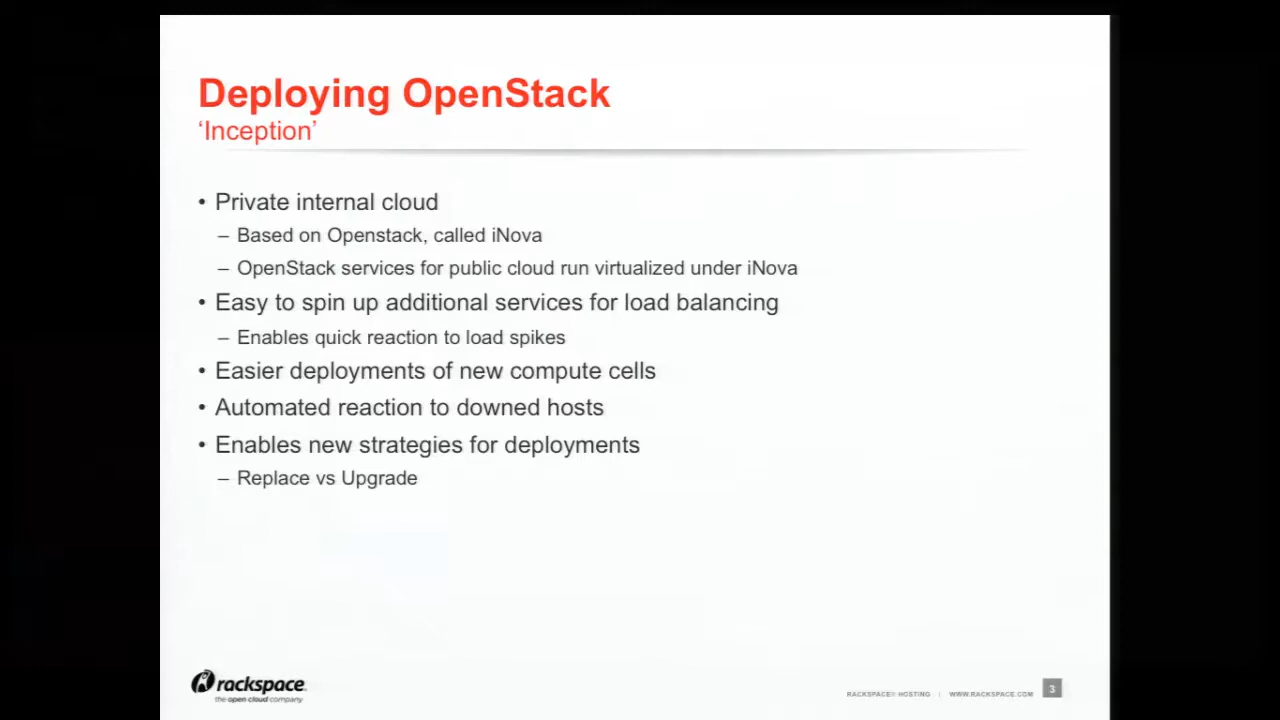 Deploying OpenStack
‘Inception’
• Private internal cloud
– Based on Openstack, called iNova
– OpenStack services for public cloud run virtualized under iNova
• Easy to spin up additional services for load balancing
– Enables quick reaction to load spikes
• Easier deployments of new compute cells
• Automated reaction to downed hosts
• Enables new strategies for deployments
– Replace vs Upgrade
rackspace
the open cloud company
RACKSPACE® HOSTING | WWW.RACKSPACE.COM
3